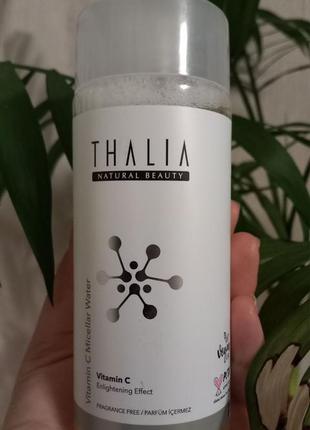 THALIA
NATURAL BEAUTY
Vitamin C Micellar Water
Vitamin C
Enlightening Effect
FRAGRANCE FREE / PARFÜM İÇERMEZ